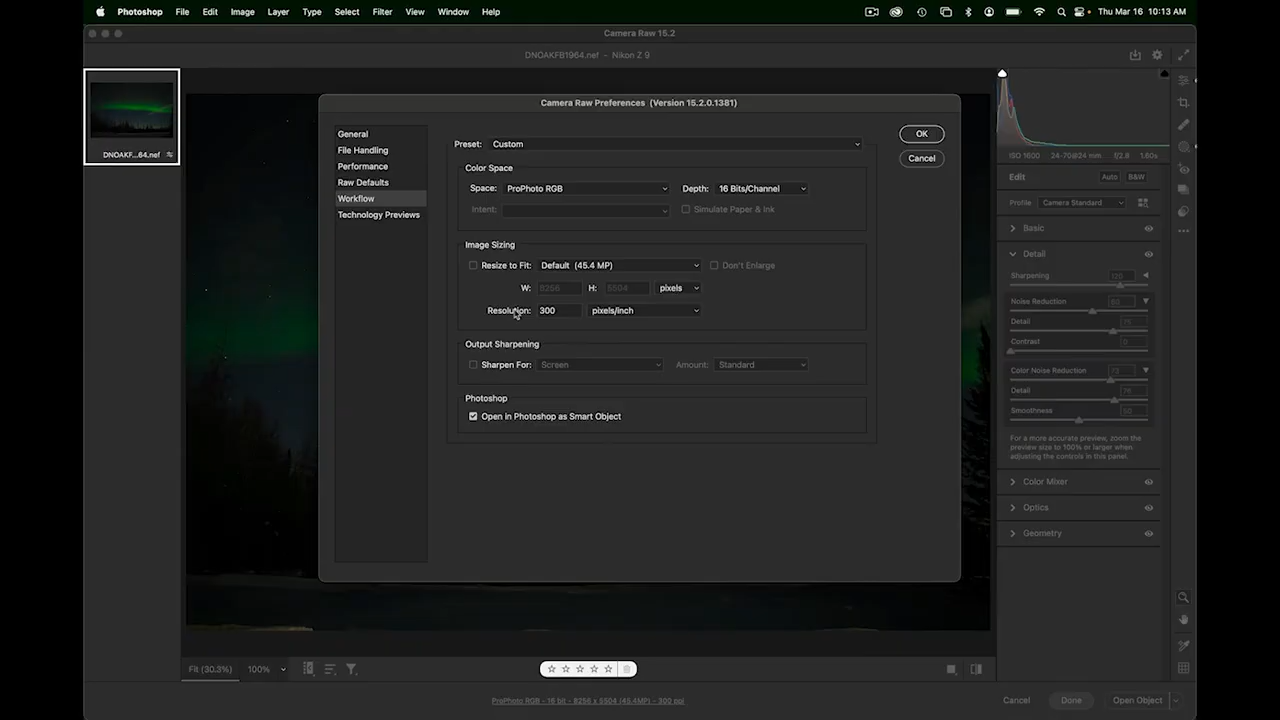 Photoshop File Edit Image Layer Type Select Filter View Window Help Thu Mar 16 10:13 AM
Camera Raw 15.2
DNOAKFB1964.nef – Nikon Z 9
DNOAKF...64.nef
Camera Raw Preferences (Version 15.2.0.1381)
General
File Handling
Performance
Raw Defaults
Workflow
Technology Previews
Preset: Custom
OK
Cancel
Color Space
Space: ProPhoto RGB Depth: 16 Bits/Channel
Intent: Simulate Paper & Ink
Image Sizing
Resize to Fit: Default (45.4 MP) Don't Enlarge
W: 8256 H: 5504 pixels
Resolution: 300 pixels/inch
Output Sharpening
Sharpen For: Screen Amount: Standard
Photoshop
Open in Photoshop as Smart Object
ISO 1600 24-70@24 mm f/2.8 1.60s
Edit Auto B&W
Profile Camera Standard
Basic
Detail
Sharpening 120
Noise Reduction
Detail
Contrast 0
Color Noise Reduction
Detail
Smoothness 50
For a more accurate preview, zoom the
preview size to 100% or larger when
adjusting the controls in this panel.
Color Mixer
Optics
Geometry
Fit (30.3%) 100%
ProPhoto RGB - 16 bit - 8256 x 5504 (45.4MP) - 300 ppi
Cancel Done Open Object